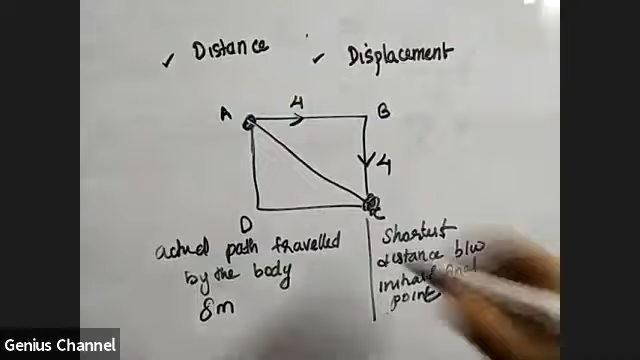 ✓ Distance
✓ Displacement
A
4
B
4
D
C
actual path travelled
by the body
8m
Shortest
distance b/w
initial final
point
Genius Channel